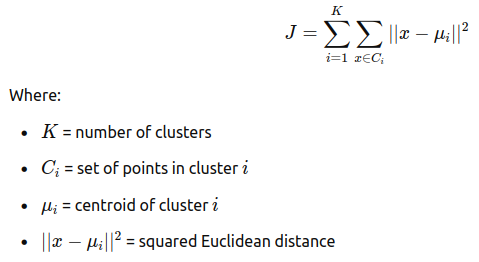 J = \sum_{i=1}^{K} \sum_{x \in C_i} ||x - \mu_i||^2
Where:
• K = number of clusters
• C_i = set of points in cluster i
• \mu_i = centroid of cluster i
• ||x - \mu_i||^2 = squared Euclidean distance